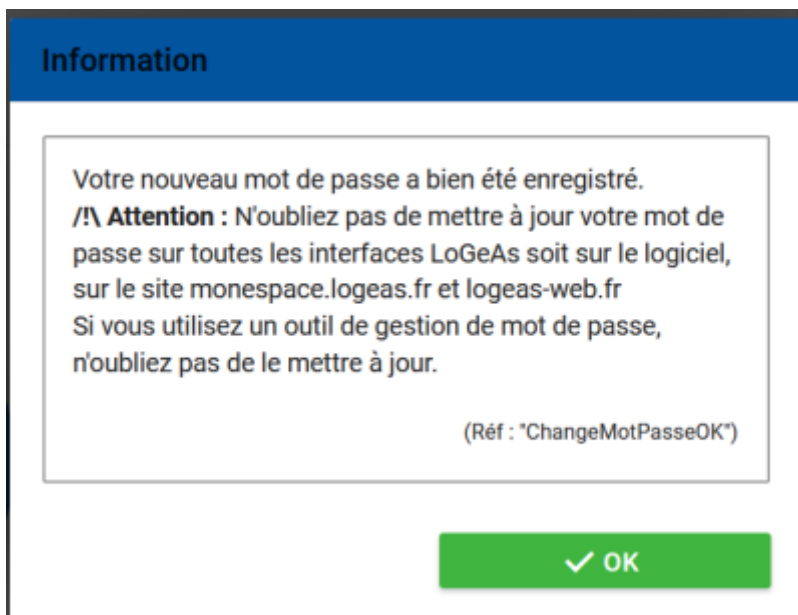 Information
Votre nouveau mot de passe a bien été enregistré.
/!\ Attention : N'oubliez pas de mettre à jour votre mot de
passe sur toutes les interfaces LoGeAs soit sur le logiciel,
sur le site monespace.logeas.fr et logeas-web.fr
Si vous utilisez un outil de gestion de mot de passe,
n'oubliez pas de le mettre à jour.
(Réf : "ChangeMotPasseOK")
✓ OK